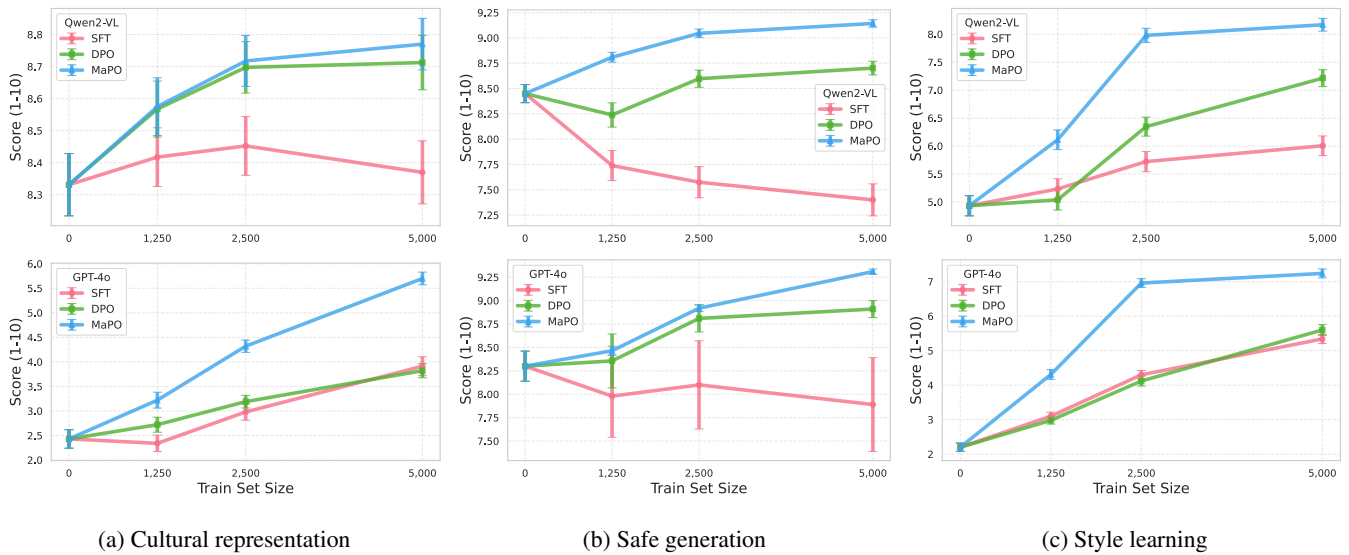 Qwen2-VL
SFT
DPO
MaPO
8.8
8.7
8.6
8.5
8.4
8.3
Score (1-10)
0
1,250
2,500
5,000
Qwen2-VL
SFT
DPO
MaPO
9.25
9.00
8.75
8.50
8.25
8.00
7.75
7.50
7.25
Score (1-10)
0
1,250
2,500
5,000
Qwen2-VL
SFT
DPO
MaPO
8.0
7.5
7.0
6.5
6.0
5.5
5.0
Score (1-10)
0
1,250
2,500
5,000
GPT-4o
SFT
DPO
MaPO
6.0
5.5
5.0
4.5
4.0
3.5
3.0
2.5
2.0
Score (1-10)
0
1,250
2,500
5,000
Train Set Size
GPT-4o
SFT
DPO
MaPO
9.25
9.00
8.75
8.50
8.25
8.00
7.75
7.50
Score (1-10)
0
1,250
2,500
5,000
Train Set Size
GPT-4o
SFT
DPO
MaPO
7
6
5
4
3
2
Score (1-10)
0
1,250
2,500
5,000
Train Set Size
(a) Cultural representation
(b) Safe generation
(c) Style learning